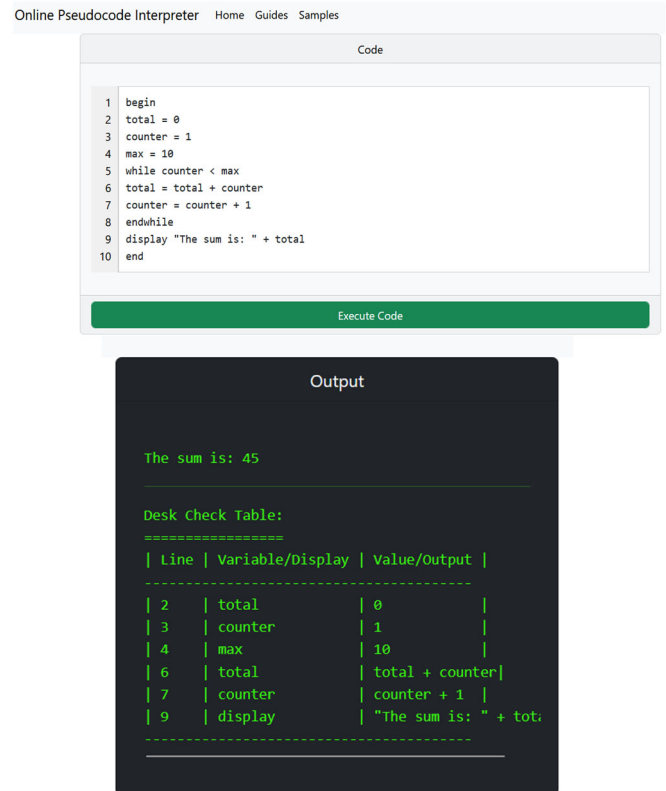 Online Pseudocode Interpreter Home Guides Samples
Code
1 begin
2 total = 0
3 counter = 1
4 max = 10
5 while counter < max
6 total = total + counter
7 counter = counter + 1
8 endwhile
9 display "The sum is: " + total
10 end
Execute Code
Output
The sum is: 45
Desk Check Table:
=================
| Line | Variable/Display | Value/Output |
----------------------------------------
| 2 | total | 0 |
| 3 | counter | 1 |
| 4 | max | 10 |
| 6 | total | total + counter|
| 7 | counter | counter + 1 |
| 9 | display | "The sum is: " +
----------------------------------------